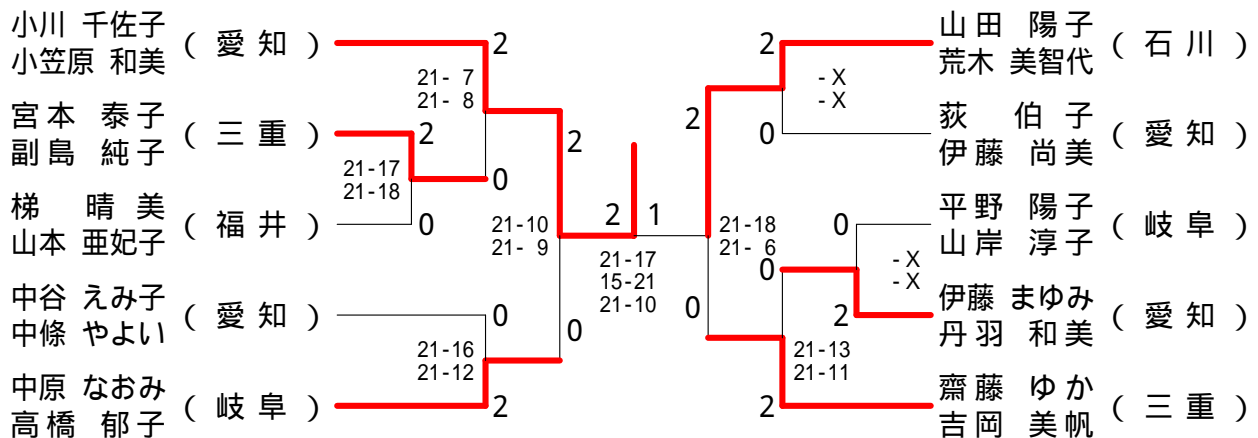 小川 千佐子
小笠原 和美
( 愛知 )
2
21- 7
21- 8
宮本 泰子
副島 純子
( 三重 )
2
21-17
21-18
0
梯 晴美
山本 亜妃子
( 福井 )
0
2
21-10
21- 9
中谷 えみ子
中條 やよい
( 愛知 )
0
0
21-16
21-12
中原 なおみ
高橋 郁子
( 岐阜 )
2
2
1
21-17
15-21
21-10
2
山田 陽子
荒木 美智代
( 石川 )
- X
- X
2
0
荻 伯子
伊藤 尚美
( 愛知 )
21-18
21- 6
0
平野 陽子
山岸 淳子
( 岐阜 )
0
- X
- X
0
2
伊藤 まゆみ
丹羽 和美
( 愛知 )
21-13
21-11
2
齋藤 ゆか
吉岡 美帆
( 三重 )